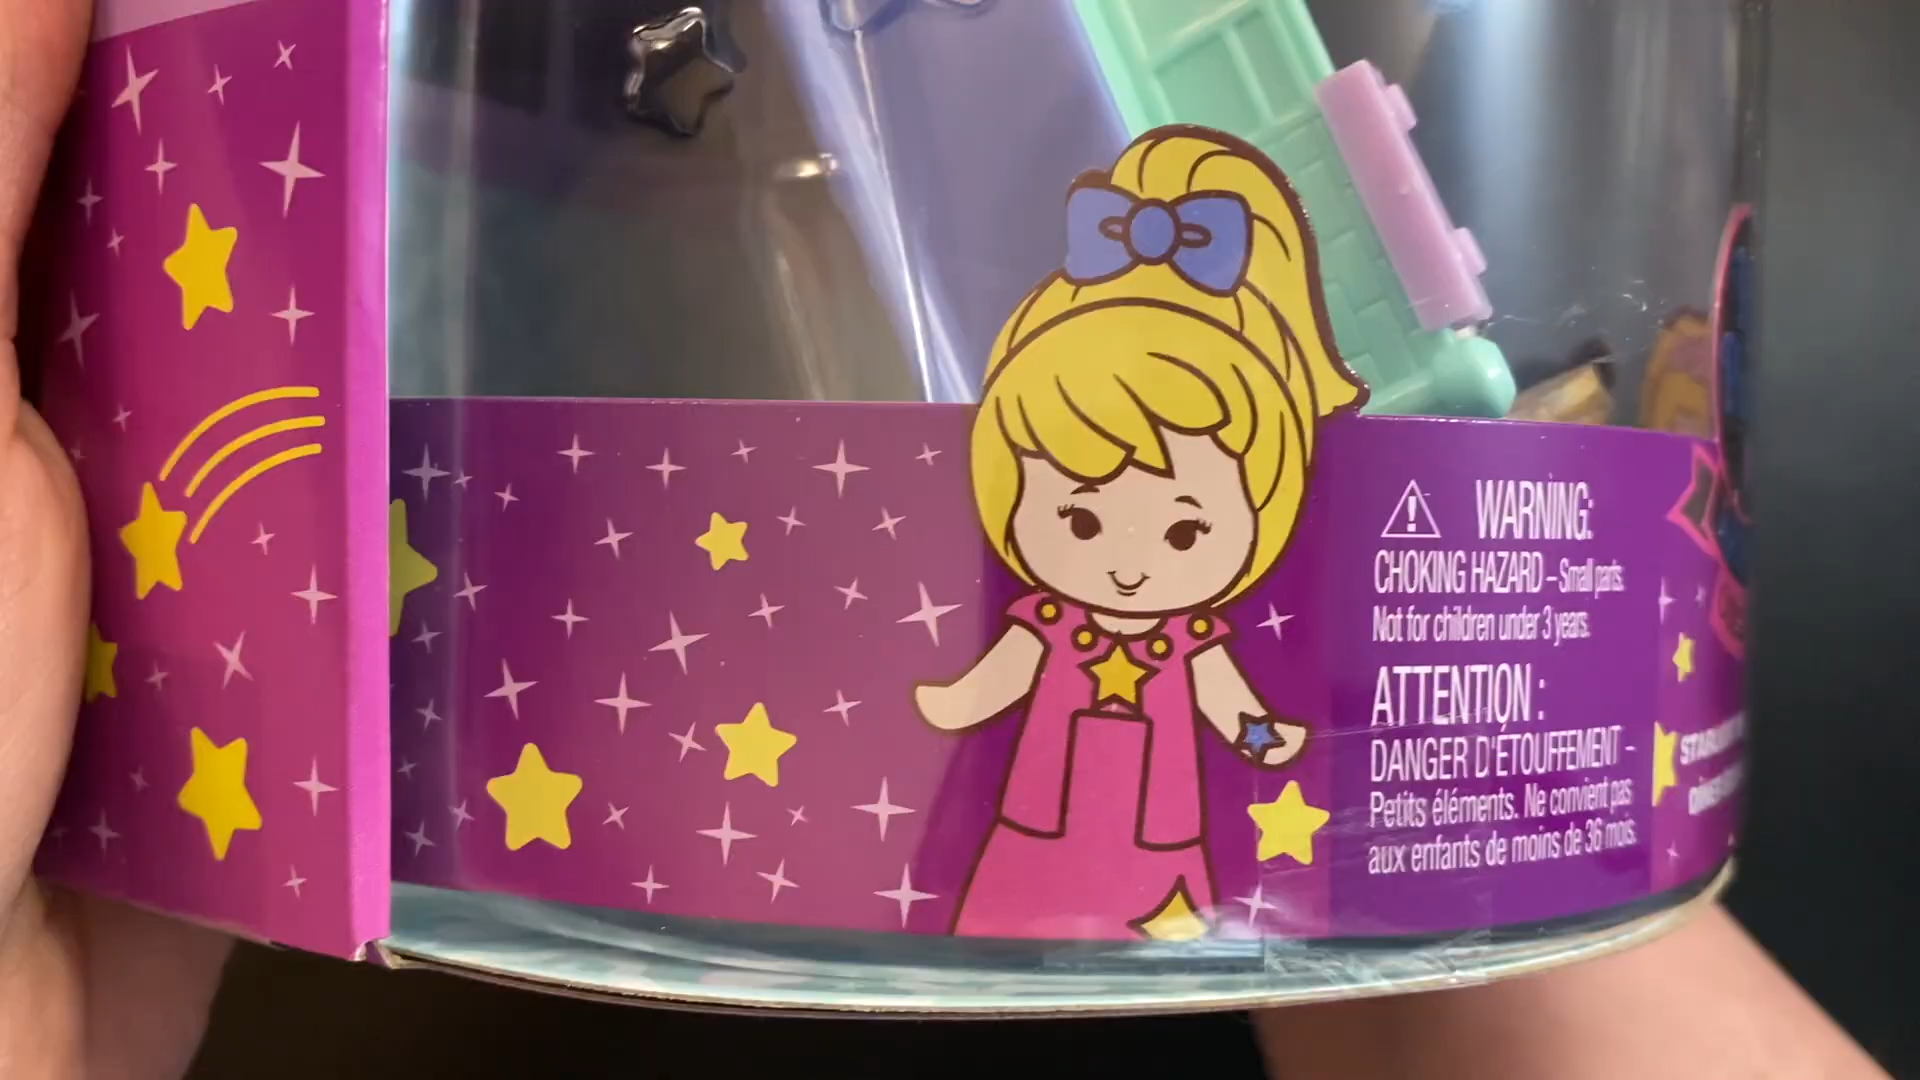 WARNING:
CHOKING HAZARD – Small parts.
Not for children under 3 years.
ATTENTION :
DANGER D'ÉTOUFFEMENT –
Petits éléments. Ne convient pas
aux enfants de moins de 36 mois.